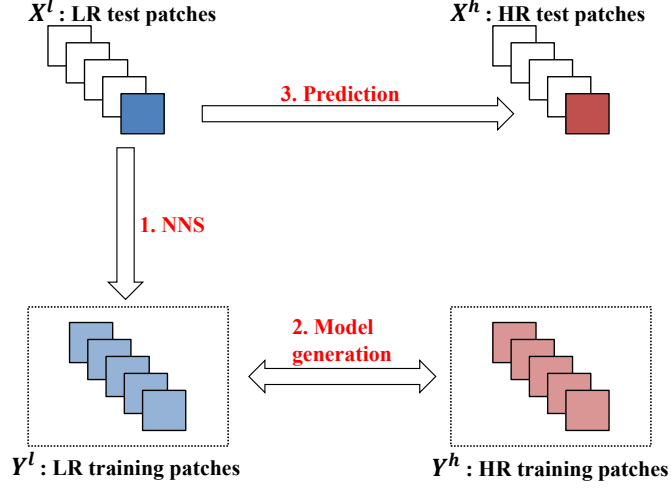 X^l : LR test patches
X^h : HR test patches
3. Prediction
1. NNS
2. Model
generation
Y^l : LR training patches
Y^h : HR training patches